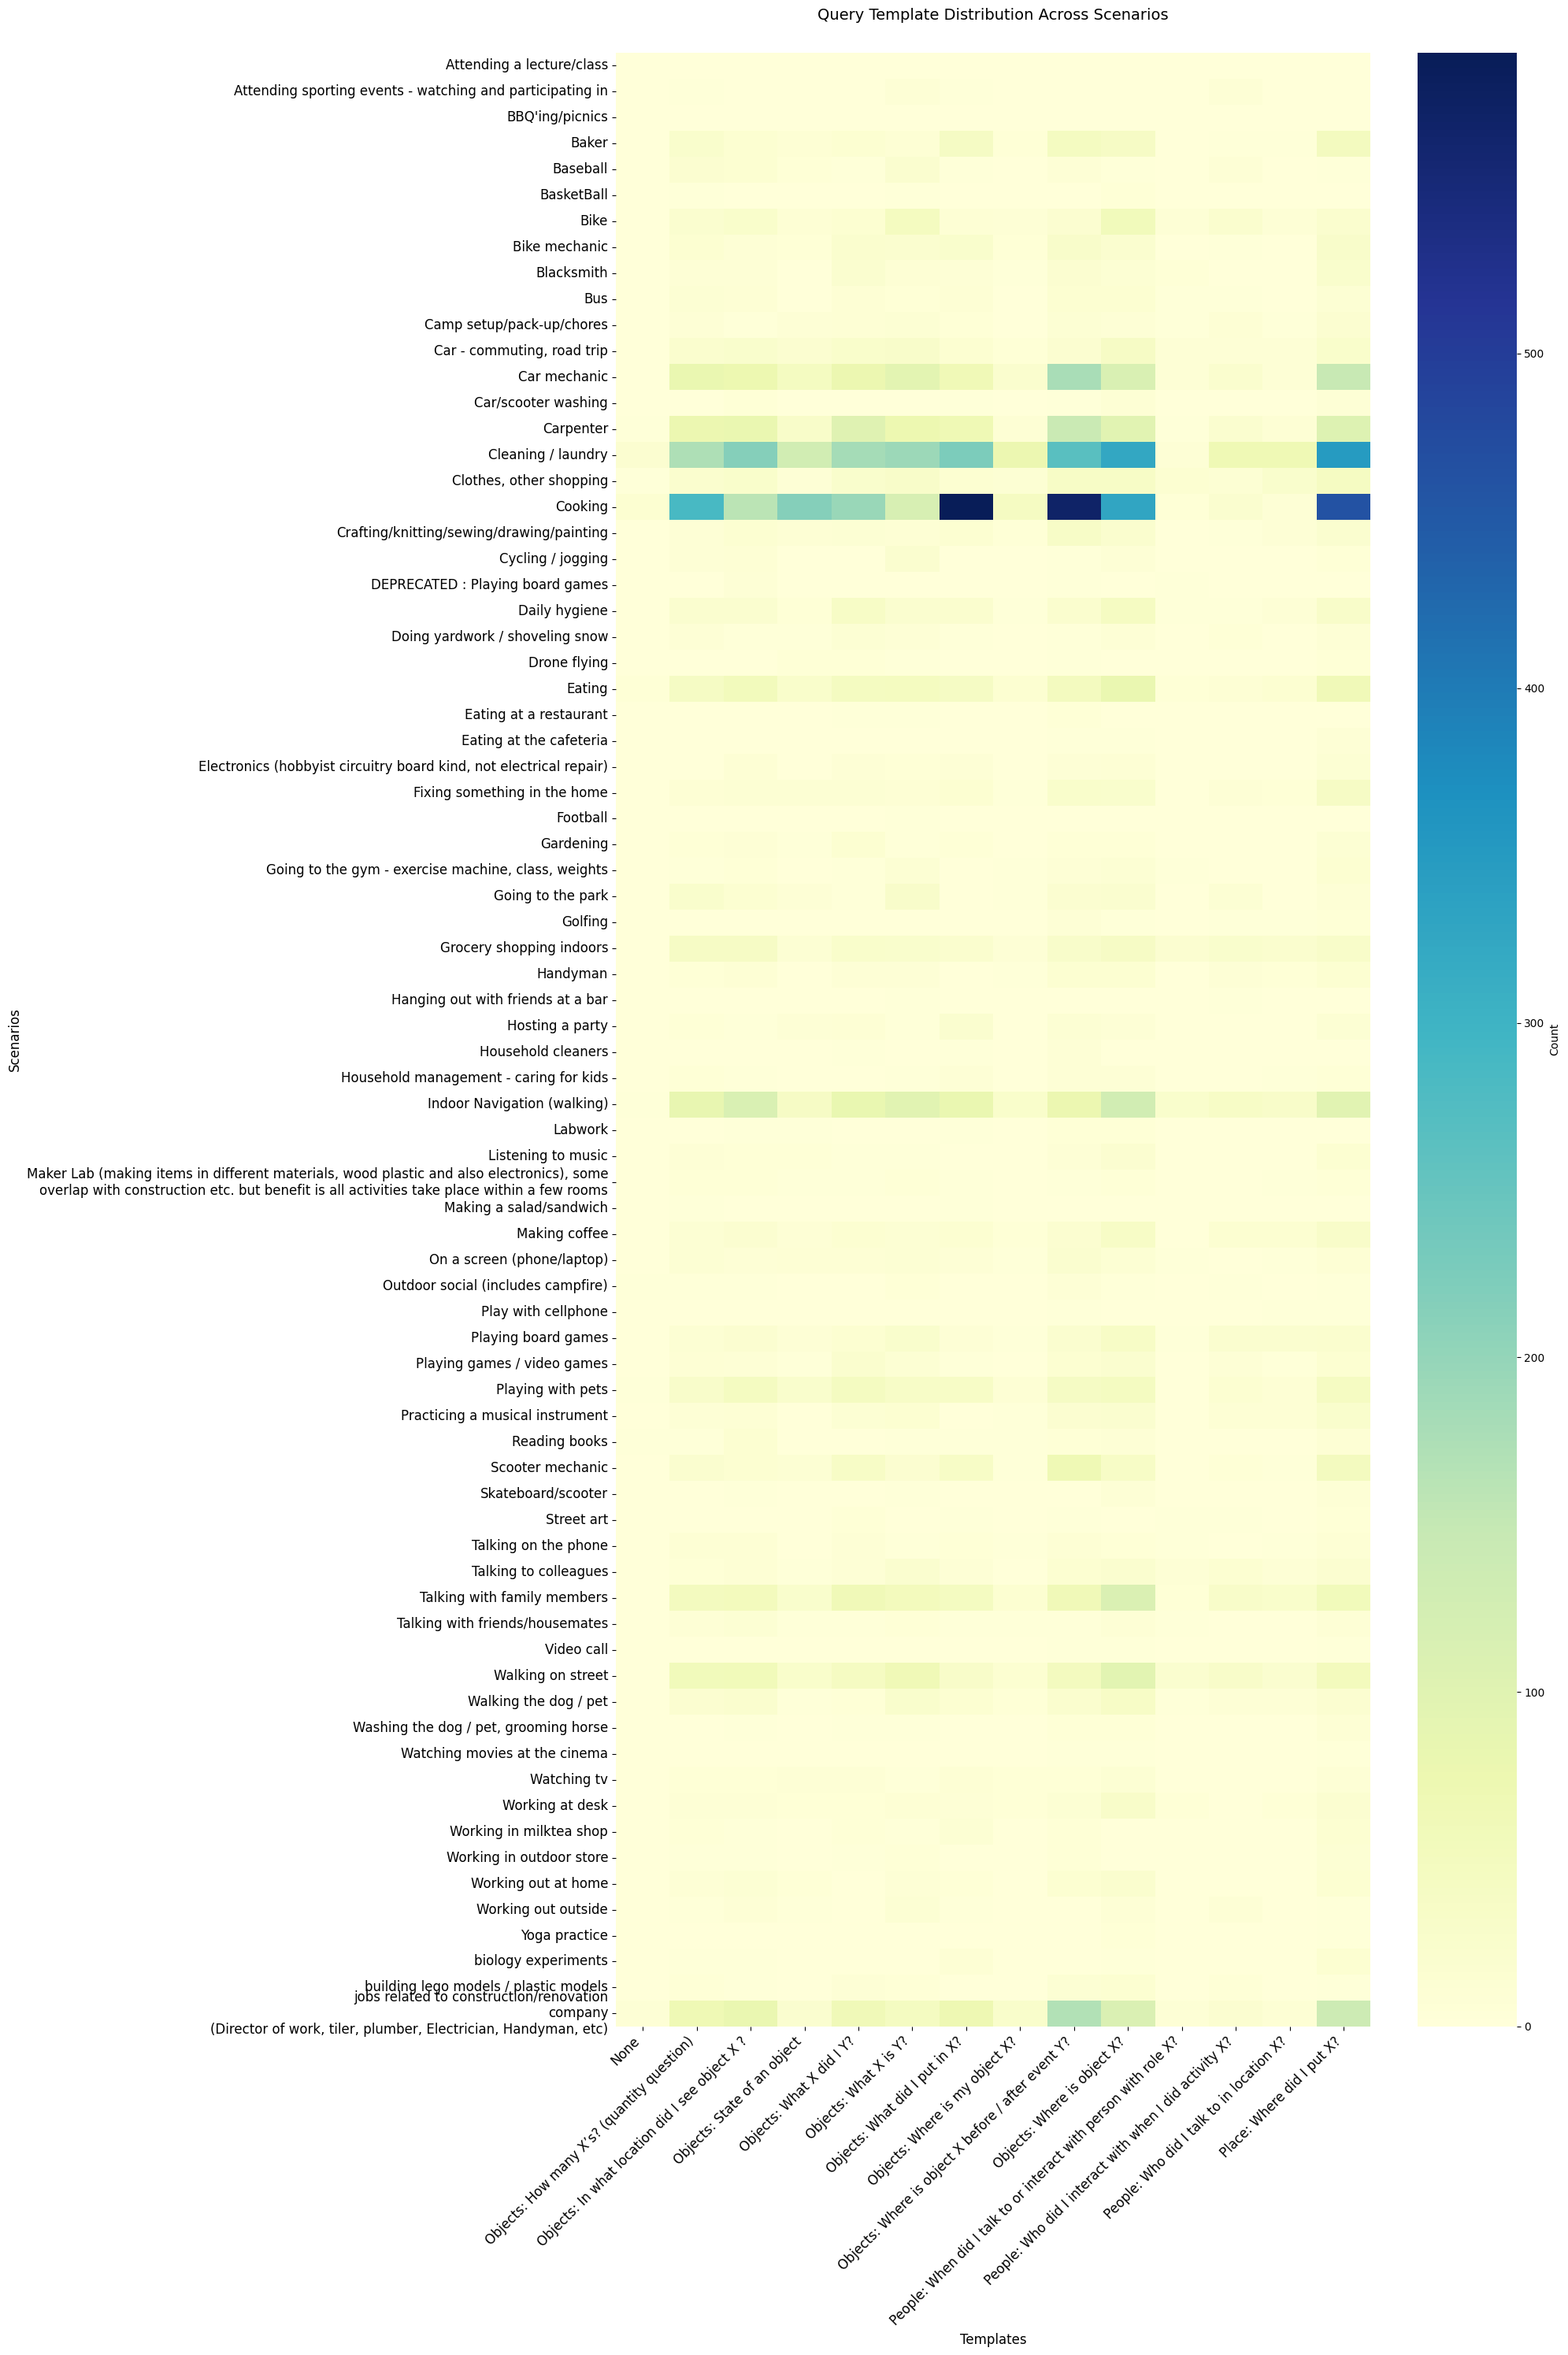 Query Template Distribution Across Scenarios
Attending a lecture/class
Attending sporting events - watching and participating in
BBQ'ing/picnics
Baker
Baseball
BasketBall
Bike
Bike mechanic
Blacksmith
Bus
Camp setup/pack-up/chores
Car - commuting, road trip
Car mechanic
Car/scooter washing
Carpenter
Cleaning / laundry
Clothes, other shopping
Cooking
Crafting/knitting/sewing/drawing/painting
Cycling / jogging
DEPRECATED : Playing board games
Daily hygiene
Doing yardwork / shoveling snow
Drone flying
Eating
Eating at a restaurant
Eating at the cafeteria
Electronics (hobbyist circuitry board kind, not electrical repair)
Fixing something in the home
Football
Gardening
Going to the gym - exercise machine, class, weights
Going to the park
Golfing
Grocery shopping indoors
Handyman
Hanging out with friends at a bar
Hosting a party
Household cleaners
Household management - caring for kids
Indoor Navigation (walking)
Labwork
Listening to music
Maker Lab (making items in different materials, wood plastic and also electronics), some
overlap with construction etc. but benefit is all activities take place within a few rooms
Making a salad/sandwich
Making coffee
On a screen (phone/laptop)
Outdoor social (includes campfire)
Play with cellphone
Playing board games
Playing games / video games
Playing with pets
Practicing a musical instrument
Reading books
Scooter mechanic
Skateboard/scooter
Street art
Talking on the phone
Talking to colleagues
Talking with family members
Talking with friends/housemates
Video call
Walking on street
Walking the dog / pet
Washing the dog / pet, grooming horse
Watching movies at the cinema
Watching tv
Working at desk
Working in milktea shop
Working in outdoor store
Working out at home
Working out outside
Yoga practice
biology experiments
building lego models / plastic models
jobs related to construction/renovation
company
(Director of work, tiler, plumber, Electrician, Handyman, etc)
Scenarios
None
Objects: How many X's? (quantity question)
Objects: In what location did I see object X ?
Objects: State of an object
Objects: What X did I Y?
Objects: What X is Y?
Objects: What did I put in X?
Objects: Where is my object X?
Objects: Where is object X before / after event Y?
Objects: Where is object X?
People: When did I talk to or interact with person with role X?
People: Who did I interact with when I did activity X?
People: Who did I talk to in location X?
Place: Where did I put X?
Templates
500
400
300
200
100
0
Count